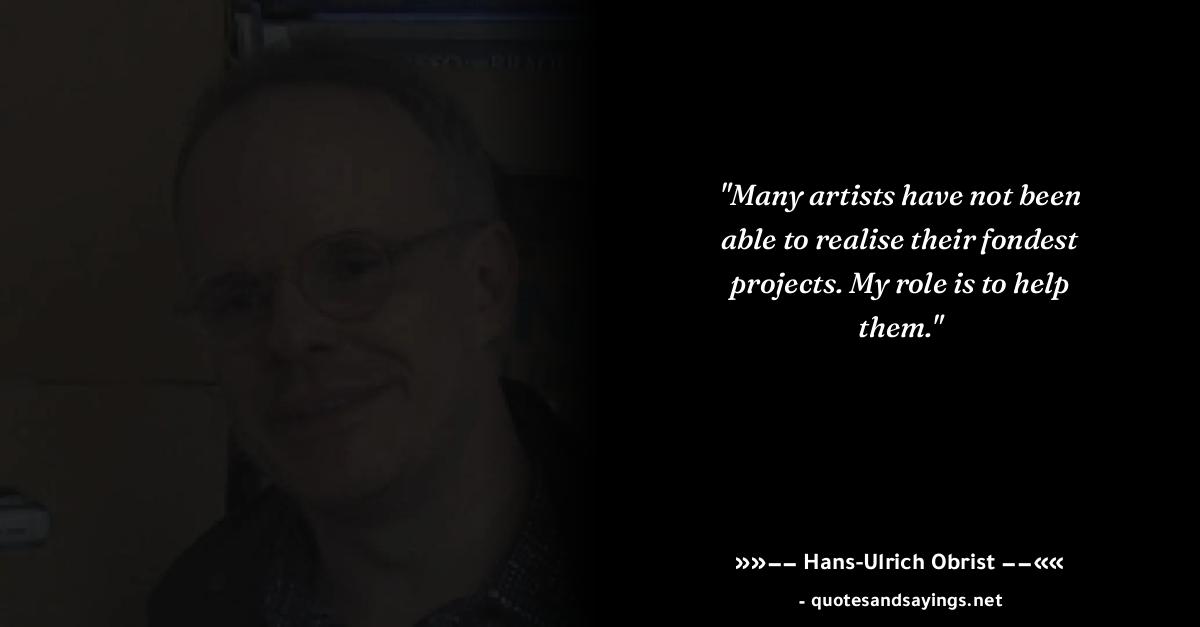 "Many artists have not been
able to realise their fondest
projects. My role is to help
them."
»»−− Hans-Ulrich Obrist −−««
- quotesandsayings.net